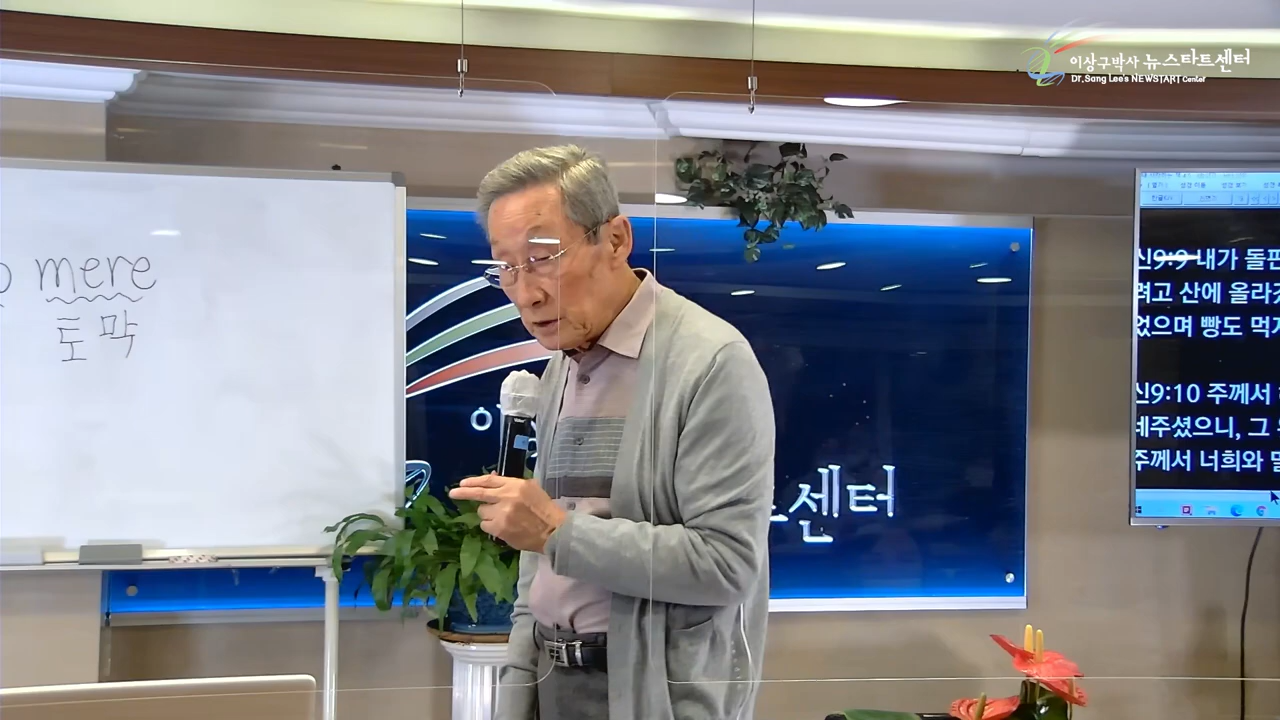 이상구박사 뉴스타트센터
Dr.Sang Lee's NEWSTART Center
mere
토막
센터
신9:9 내가 돌판
려고 산에 올라갔
었으며 빵도 먹지
신9:10 주께서
네주셨으니, 그
주께서 너희와